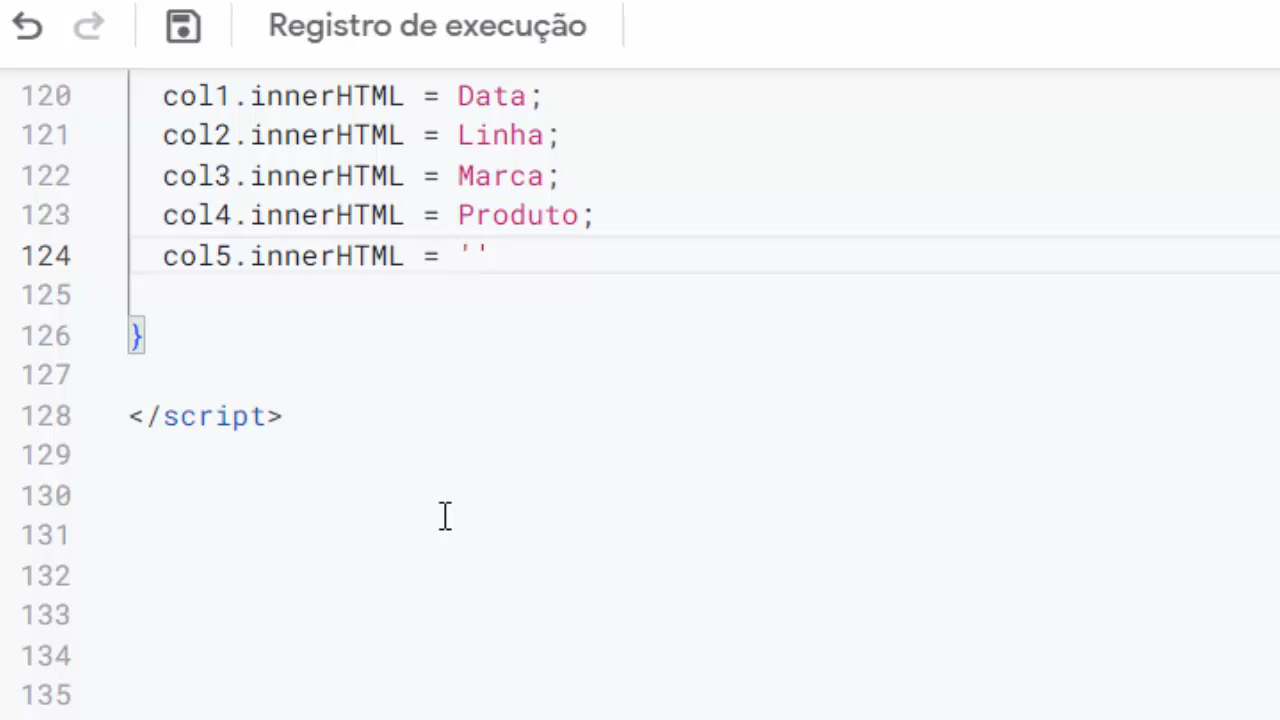 Registro de execução
120 col1.innerHTML = Data;
121 col2.innerHTML = Linha;
122 col3.innerHTML = Marca;
123 col4.innerHTML = Produto;
124 col5.innerHTML = ''
125
126 }
127
128 </script>
129
130
131
132
133
134
135